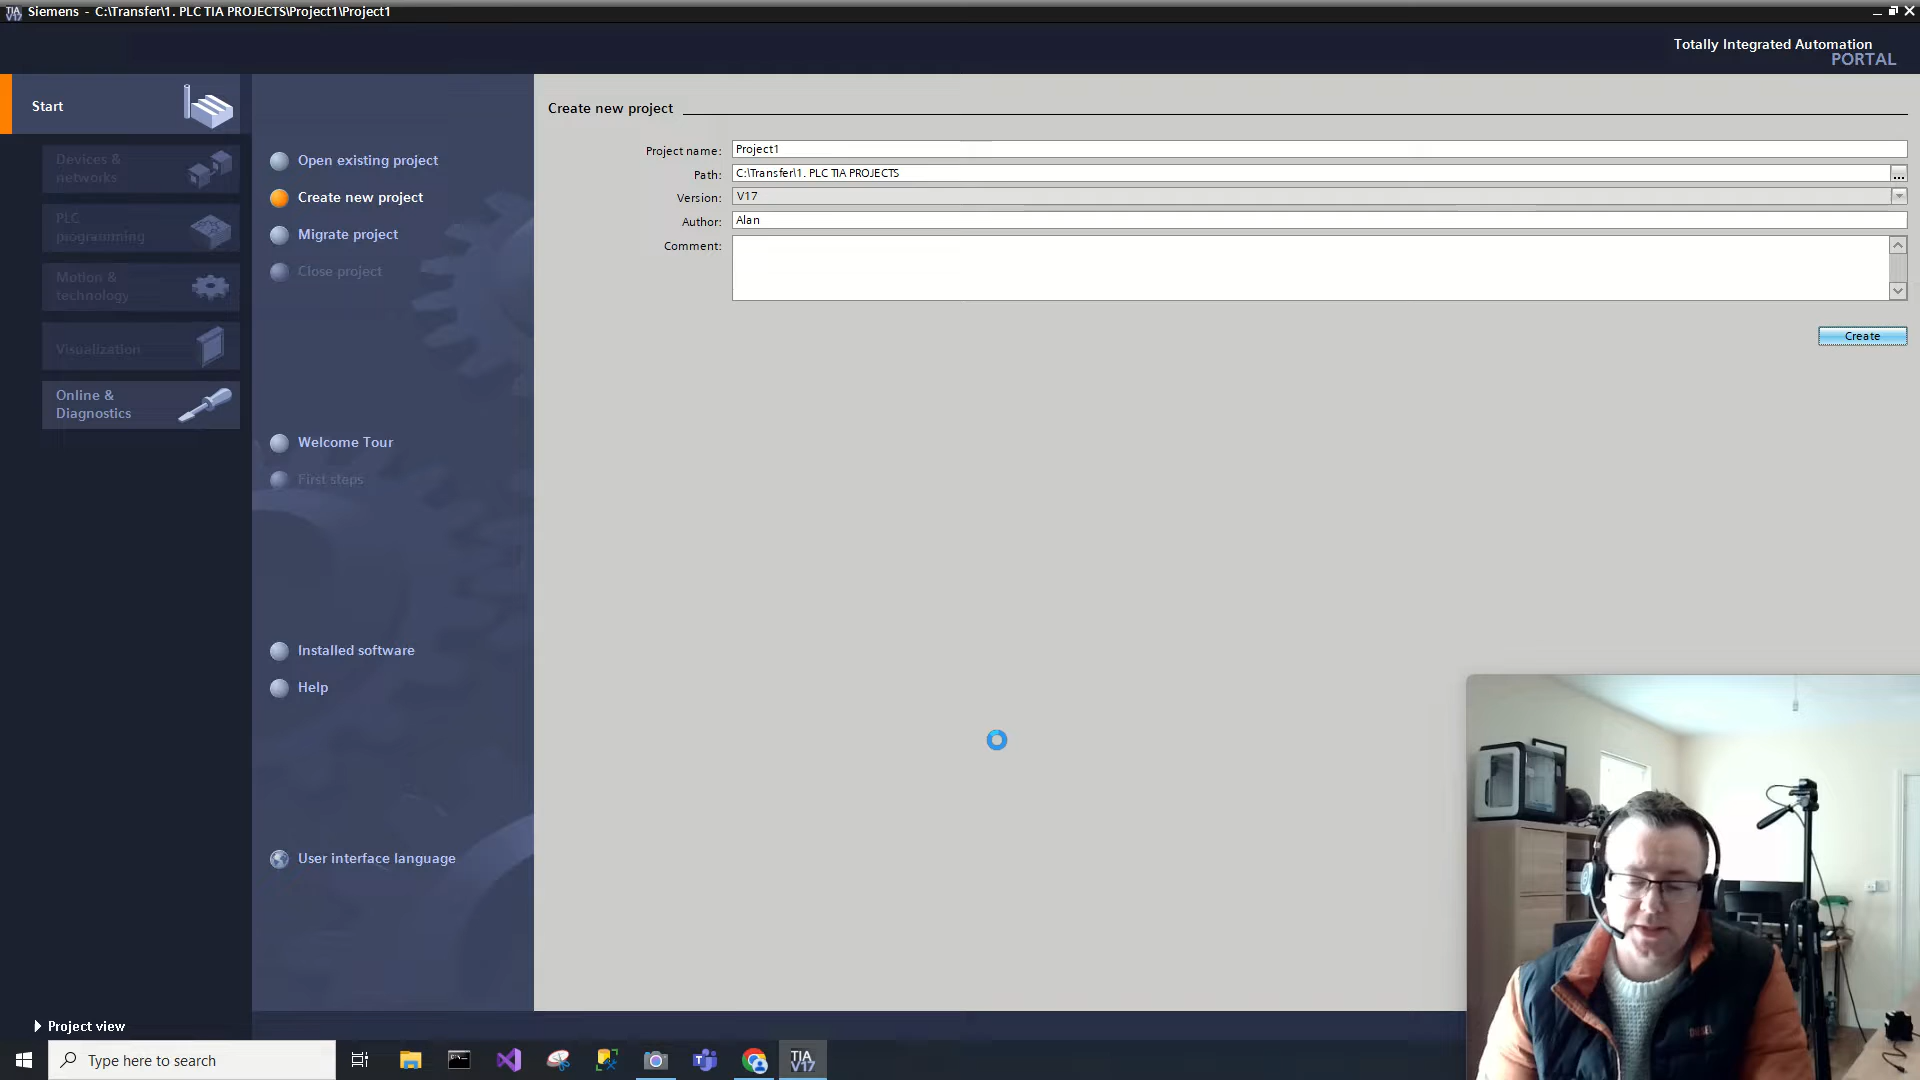 Siemens - C:\Transfer\1. PLC TIA PROJECTS\Project1\Project1
Totally Integrated Automation
PORTAL
Start
Devices &
networks
PLC
programming
Motion &
technology
Visualization
Online &
Diagnostics
Open existing project
Create new project
Migrate project
Close project
Welcome Tour
First steps
Installed software
Help
User interface language
Create new project
Project name: Project1
Path: C:\Transfer\1. PLC TIA PROJECTS
...
Version: V17
Author: Alan
Comment:
Create
Project view
Type here to search
TIA
V17